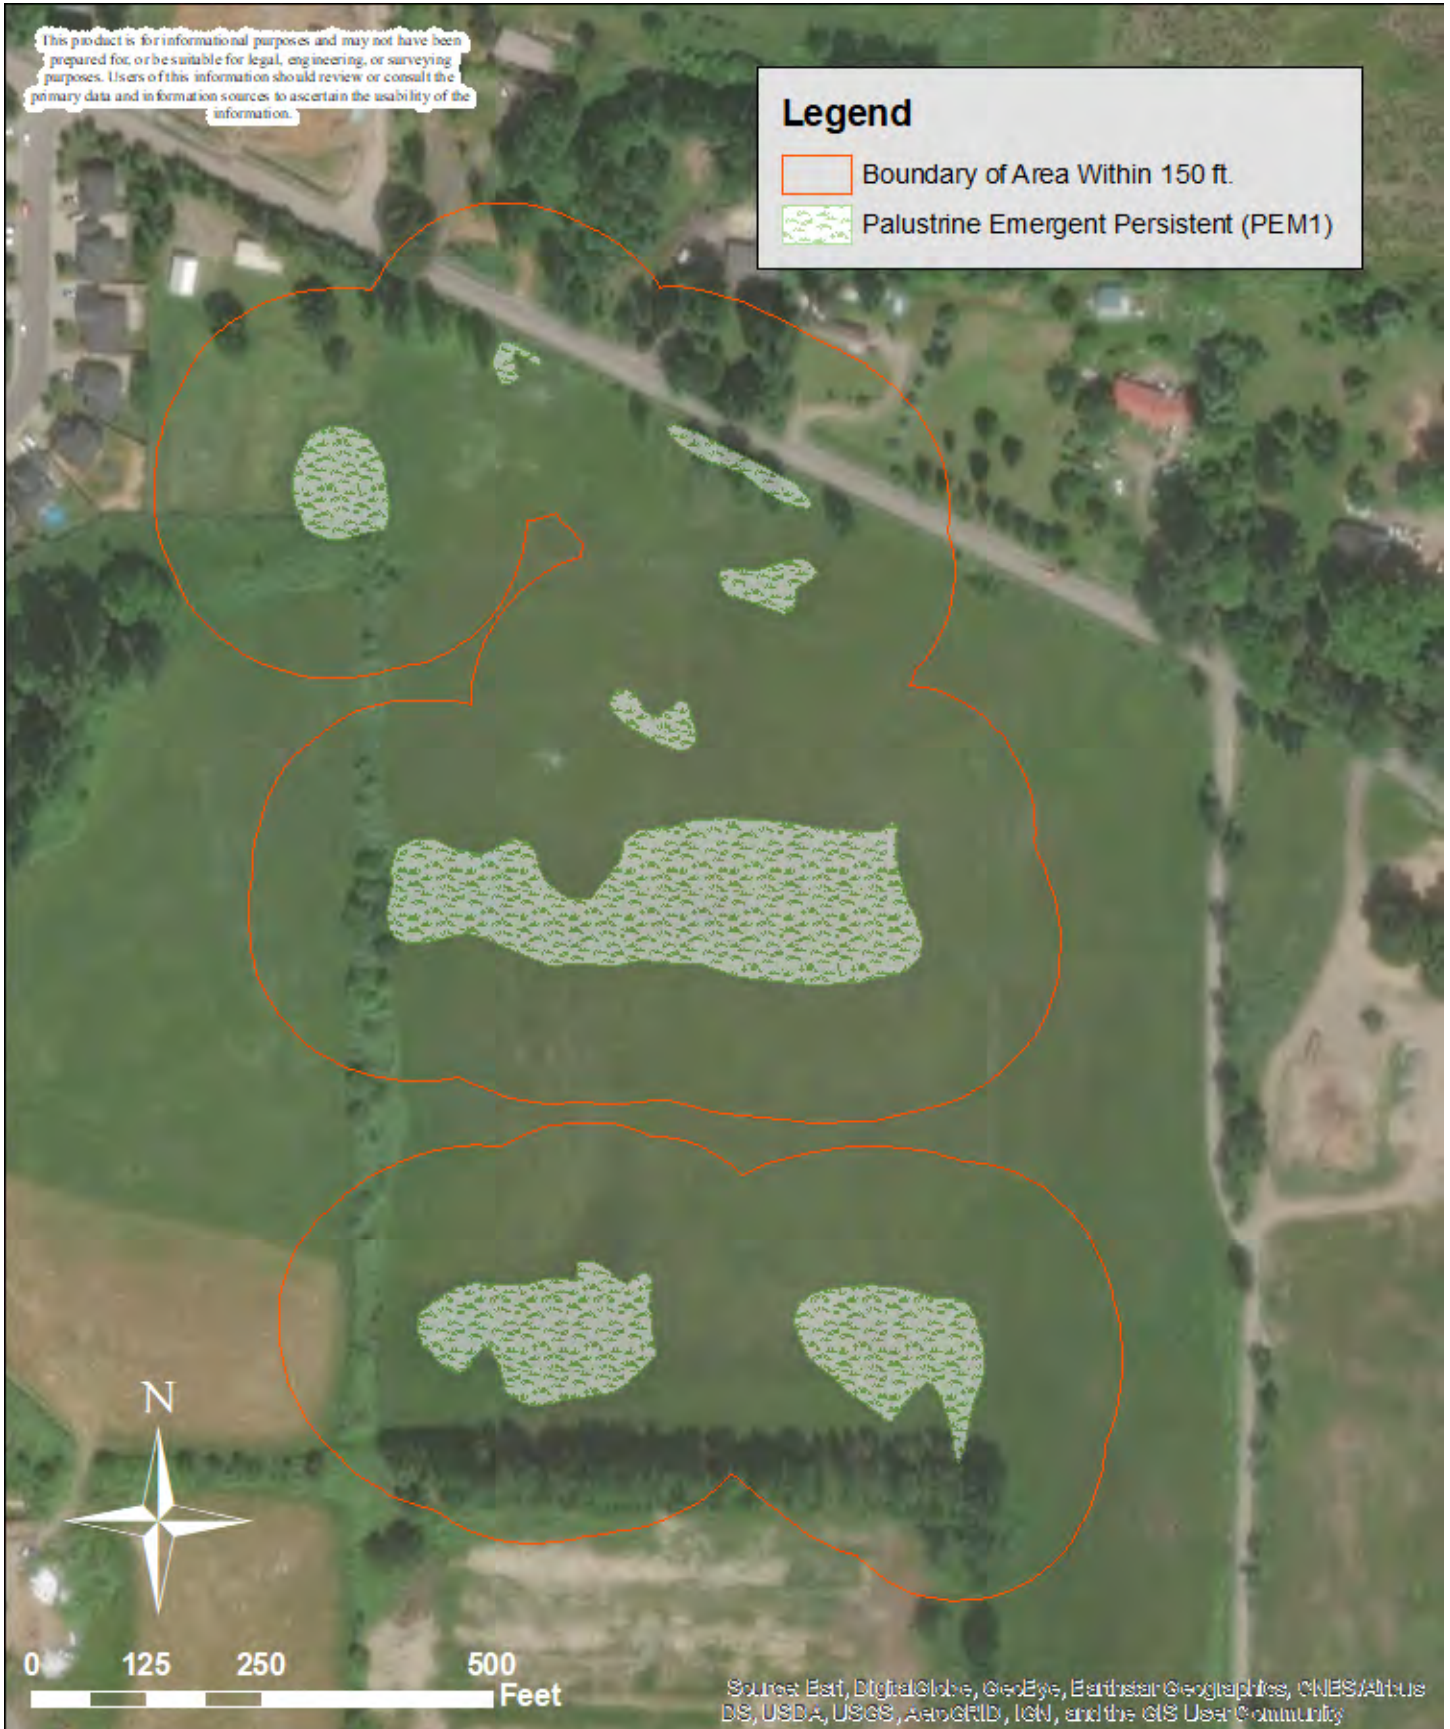 This product is for informational purposes and may not have been
prepared for, or be suitable for legal, engineering, or surveying
purposes. Users of this information should review or consult the
primary data and information sources to ascertain the usability of the
information.
Legend
Boundary of Area Within 150 ft.
Palustrine Emergent Persistent (PEM1)
N
0 125 250 500
Feet
Source: Esri, DigitalGlobe, GeoEye, Earthstar Geographics, CNES/Airbus
DS, USDA, USGS, AeroGRID, IGN, and the GIS User Community